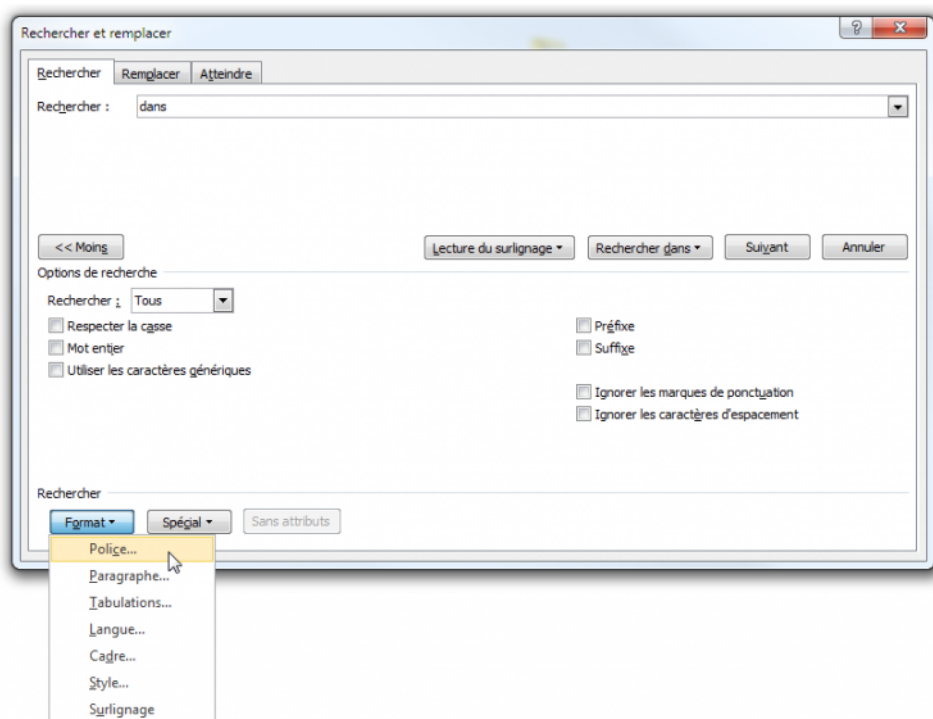 Rechercher et remplacer
Rechercher Remplacer Atteindre
Rechercher : dans
<< Moins Lecture du surlignage Rechercher dans Suivant Annuler
Options de recherche
Rechercher : Tous
Respecter la casse Préfixe
Mot entier Suffixe
Utiliser les caractères génériques
Ignorer les marques de ponctuation
Ignorer les caractères d'espacement
Rechercher
Format Spécial Sans attributs
Police...
Paragraphe...
Tabulations...
Langue...
Cadre...
Style...
Surlignage